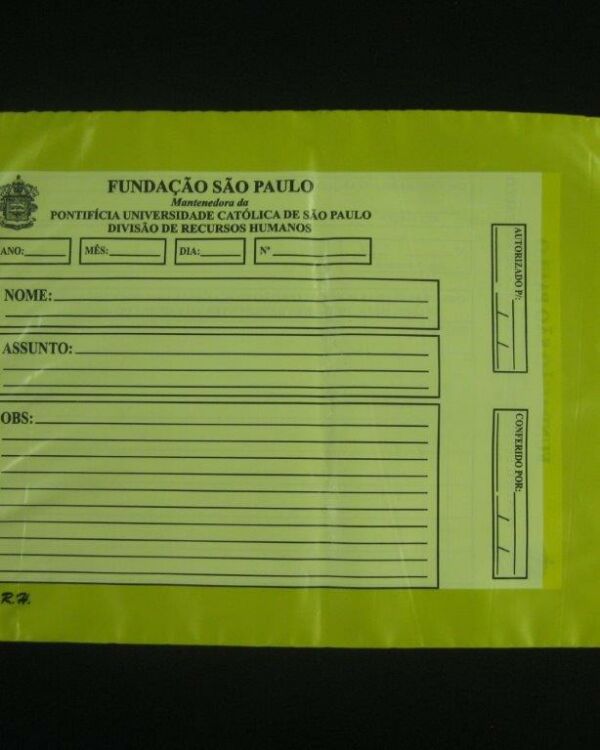 FUNDAÇÃO SÃO PAULO
Mantenedora da
PONTIFÍCIA UNIVERSIDADE CATÓLICA DE SÃO PAULO
DIVISÃO DE RECURSOS HUMANOS
ANO: MÊS: DIA: Nº
NOME:
ASSUNTO:
OBS:
R.H.
AUTORIZADO P/:
/ /
CONFERIDO POR:
/ /